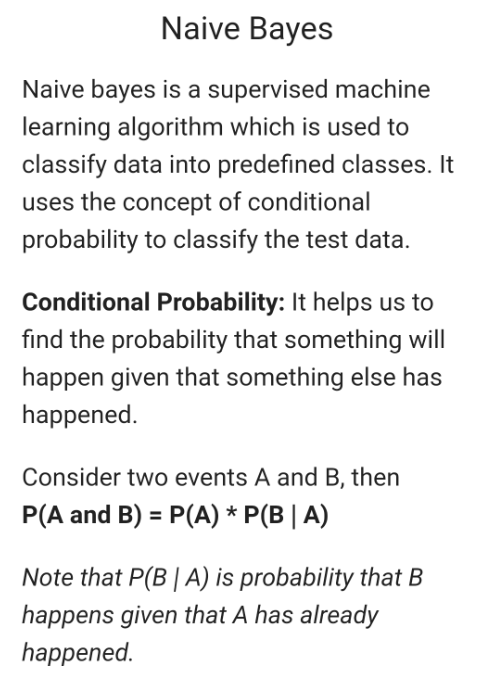 Naive Bayes
Naive bayes is a supervised machine
learning algorithm which is used to
classify data into predefined classes. It
uses the concept of conditional
probability to classify the test data.
Conditional Probability: It helps us to
find the probability that something will
happen given that something else has
happened.
Consider two events A and B, then
P(A and B) = P(A) * P(B | A)
Note that P(B | A) is probability that B
happens given that A has already
happened.